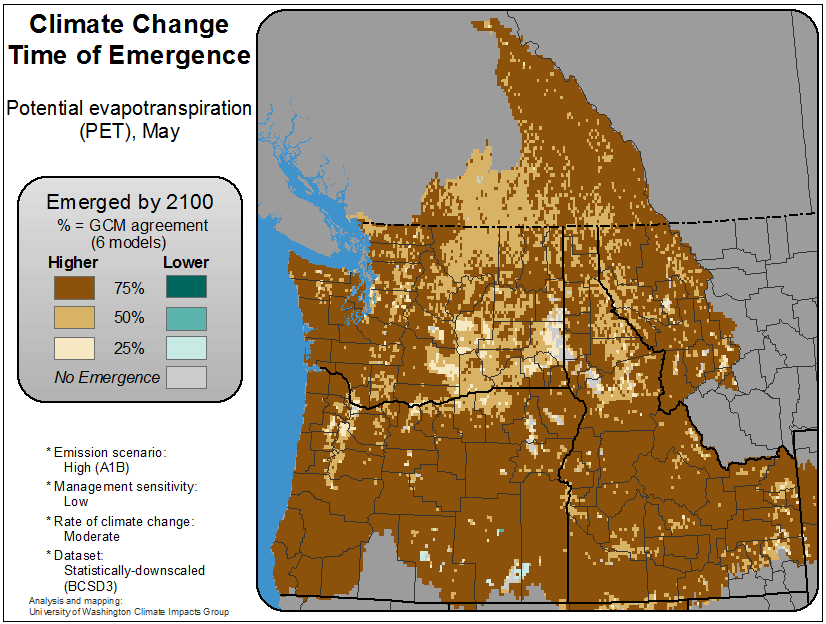 Climate Change
Time of Emergence
Potential evapotranspiration
(PET), May
Emerged by 2100
% = GCM agreement
(6 models)
Higher Lower
75%
50%
25%
No Emergence
* Emission scenario:
High (A1B)
* Management sensitivity:
Low
* Rate of climate change:
Moderate
* Dataset:
Statistically-downscaled
(BCSD3)
Analysis and mapping:
University of Washington Climate Impacts Group